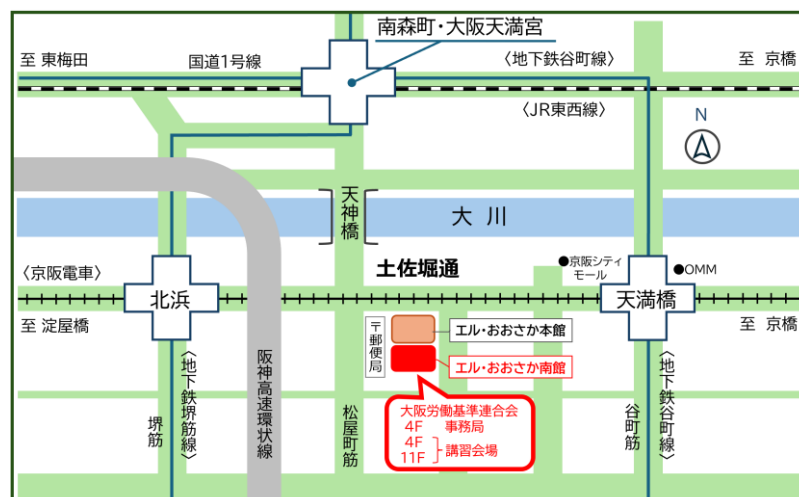 南森町・大阪天満宮
至 東梅田
国道1号線
〈地下鉄谷町線〉
至 京橋
〈JR東西線〉
N
天神橋
大川
土佐堀通
●京阪シティ
モール
●OMM
〈京阪電車〉
北浜
天満橋
至 淀屋橋
至 京橋
〒郵便局
エル・おおさか本館
エル・おおさか南館
大阪労働基準連合会
4F 事務局
4F
11F
講習会場
堺筋
〈地下鉄堺筋線〉
阪神高速環状線
松屋町筋
谷町筋
〈地下鉄谷町線〉